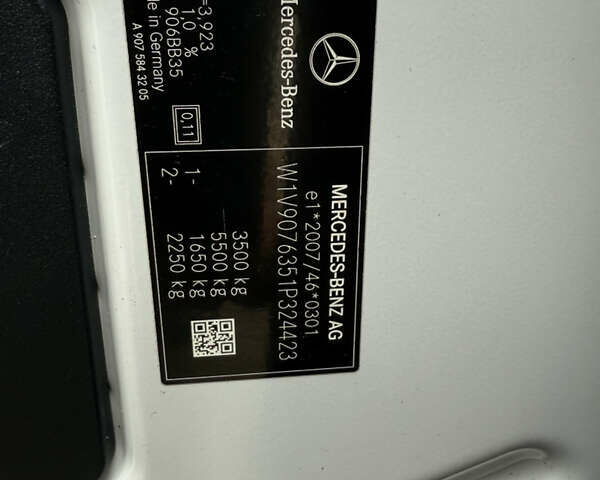 =3,923
1,0 %
906BB35
de in Germany
A 907 584 32 05
Mercedes-Benz
0,11
MERCEDES-BENZ AG
e1*2007/46*0301
W1V9076351P324423
3500 kg
5500 kg
1- 1650 kg
2- 2250 kg